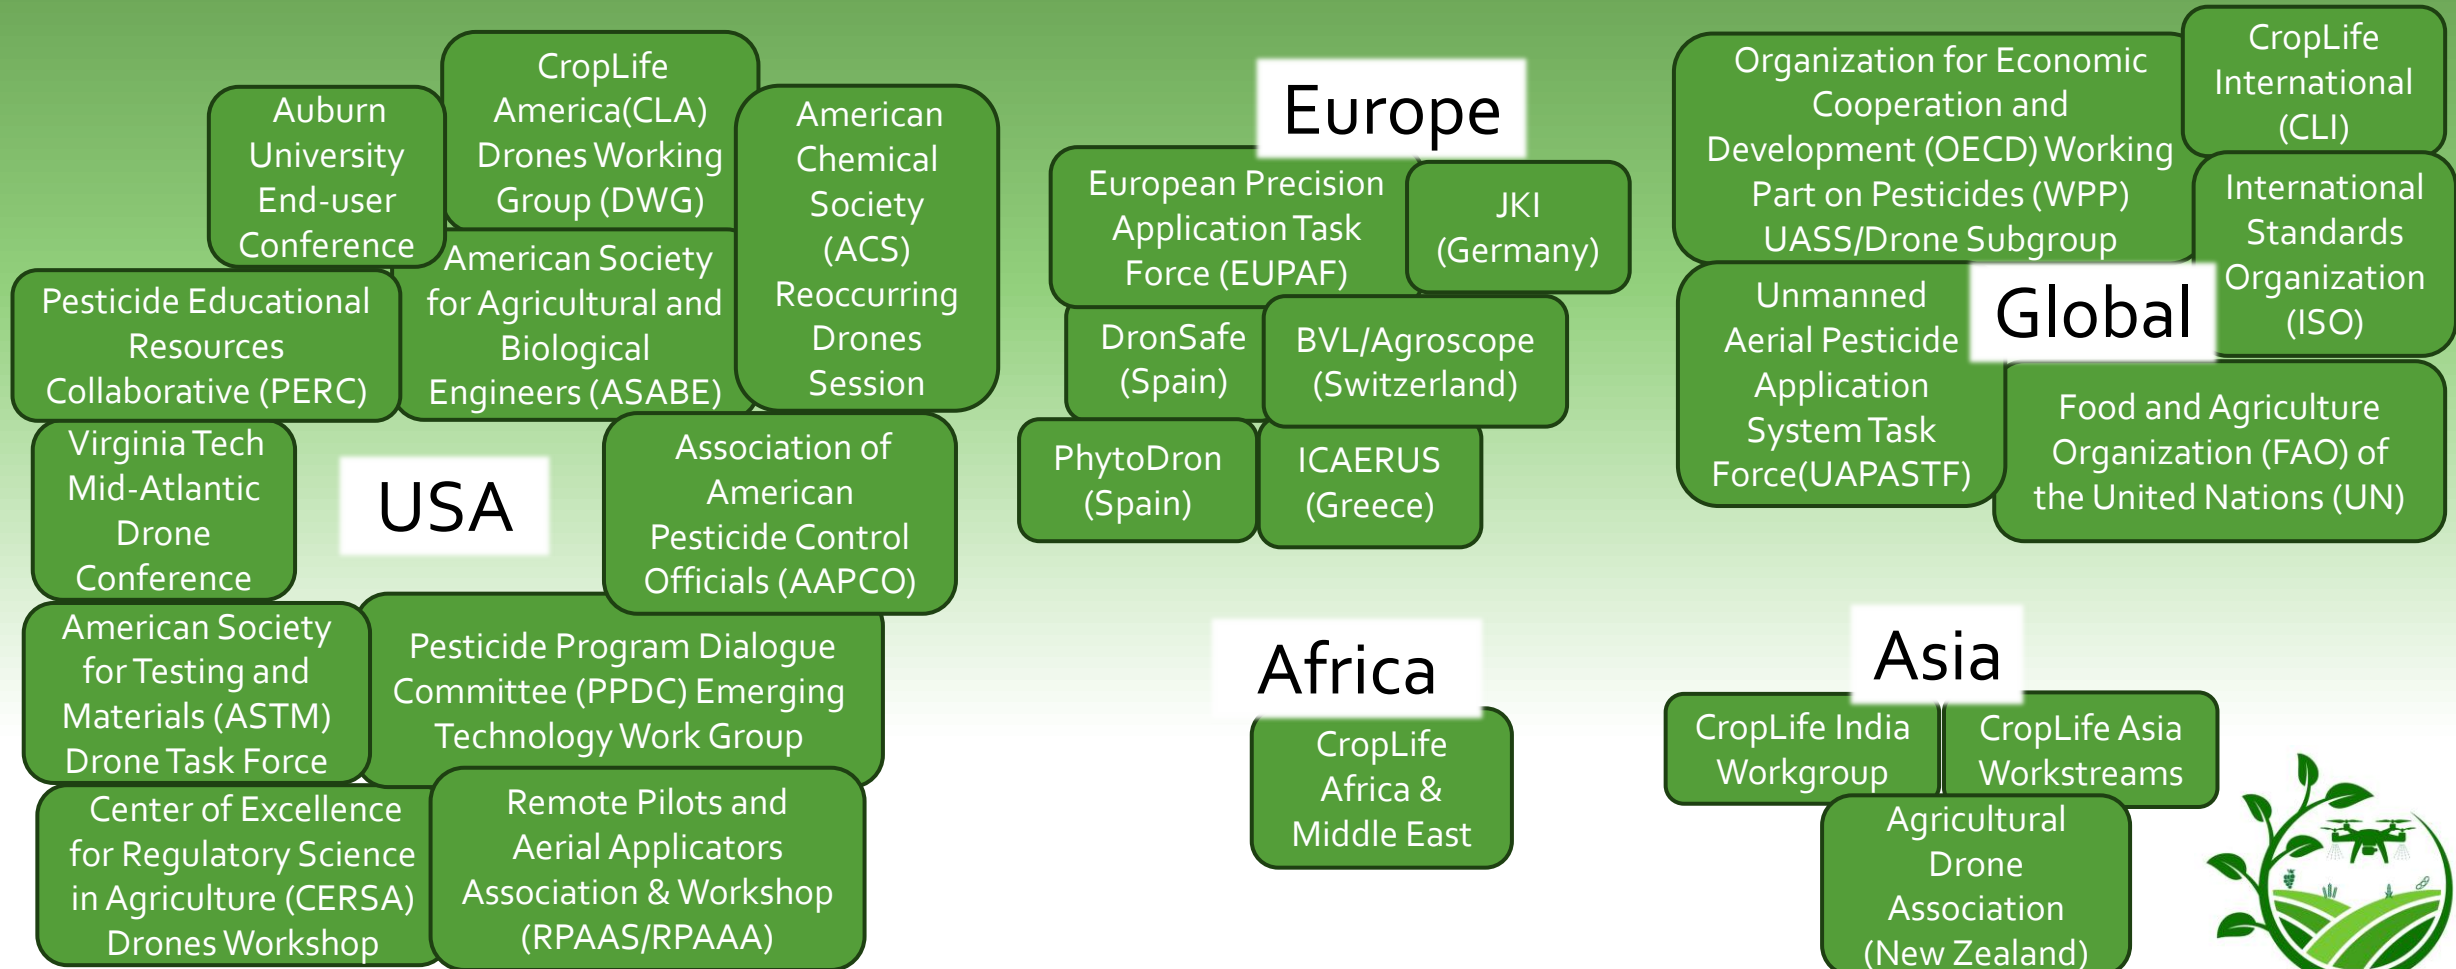 Auburn
University
End-user
Conference
CropLife
America(CLA)
Drones Working
Group (DWG)
American
Chemical
Society
(ACS)
Reoccurring
Drones
Session
Pesticide Educational
Resources
Collaborative (PERC)
American Society
for Agricultural and
Biological
Engineers (ASABE)
Virginia Tech
Mid-Atlantic
Drone
Conference
USA
Association of
American
Pesticide Control
Officials (AAPCO)
American Society
for Testing and
Materials (ASTM)
Drone Task Force
Pesticide Program Dialogue
Committee (PPDC) Emerging
Technology Work Group
Center of Excellence
for Regulatory Science
in Agriculture (CERSA)
Drones Workshop
Remote Pilots and
Aerial Applicators
Association & Workshop
(RPAAS/RPAAA)
Europe
European Precision
Application Task
Force (EUPAF)
JKI
(Germany)
DronSafe
(Spain)
BVL/Agroscope
(Switzerland)
PhytoDron
(Spain)
ICAERUS
(Greece)
Africa
CropLife
Africa &
Middle East
Organization for Economic
Cooperation and
Development (OECD) Working
Part on Pesticides (WPP)
UASS/Drone Subgroup
CropLife
International
(CLI)
International
Standards
Organization
(ISO)
Global
Unmanned
Aerial Pesticide
Application
System Task
Force(UAPASTF)
Food and Agriculture
Organization (FAO) of
the United Nations (UN)
Asia
CropLife India
Workgroup
CropLife Asia
Workstreams
Agricultural
Drone
Association
(New Zealand)